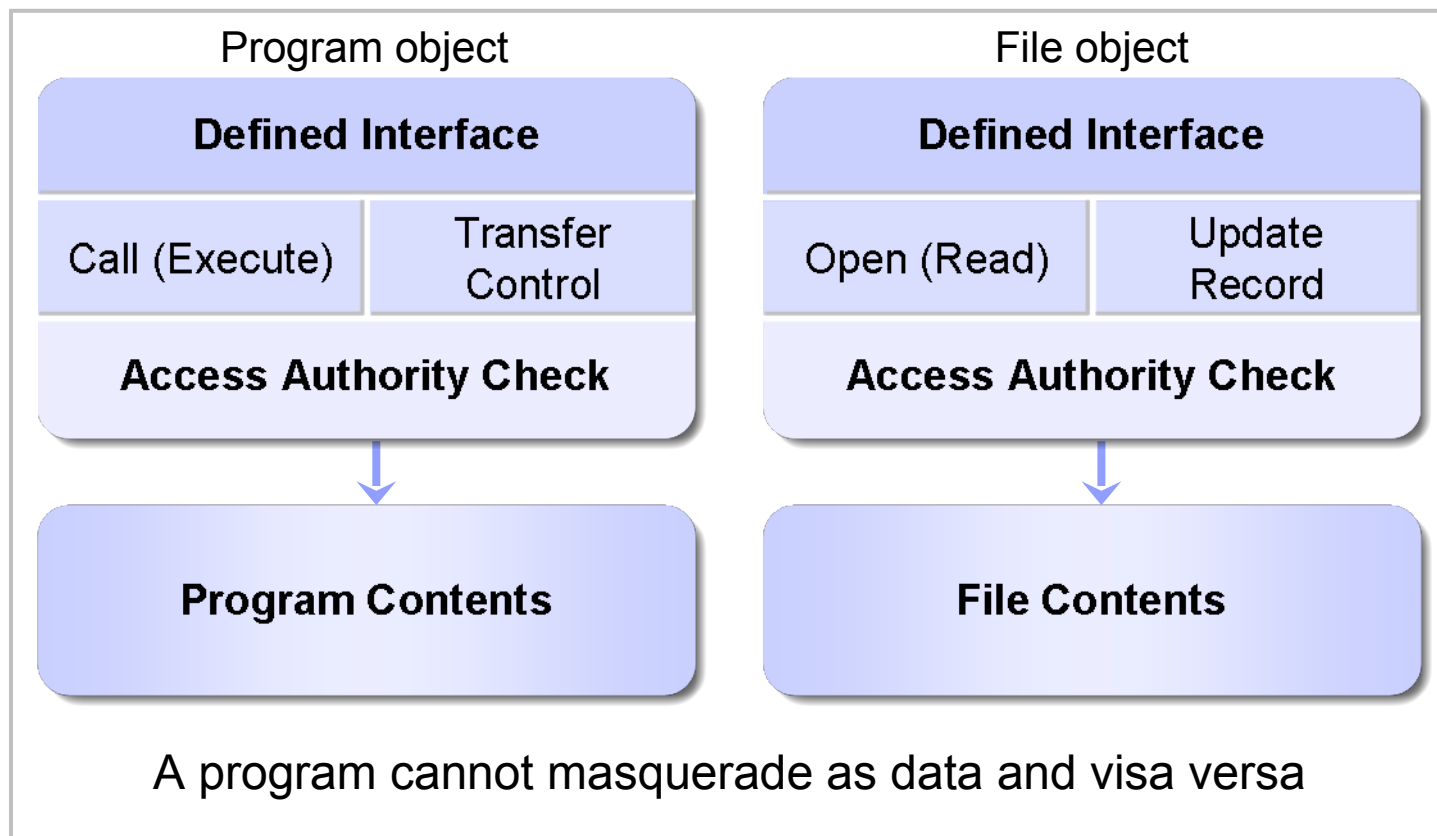 Program object
File object
Defined Interface
Defined Interface
Call (Execute)
Transfer
Control
Open (Read)
Update
Record
Access Authority Check
Access Authority Check
Program Contents
File Contents
A program cannot masquerade as data and visa versa